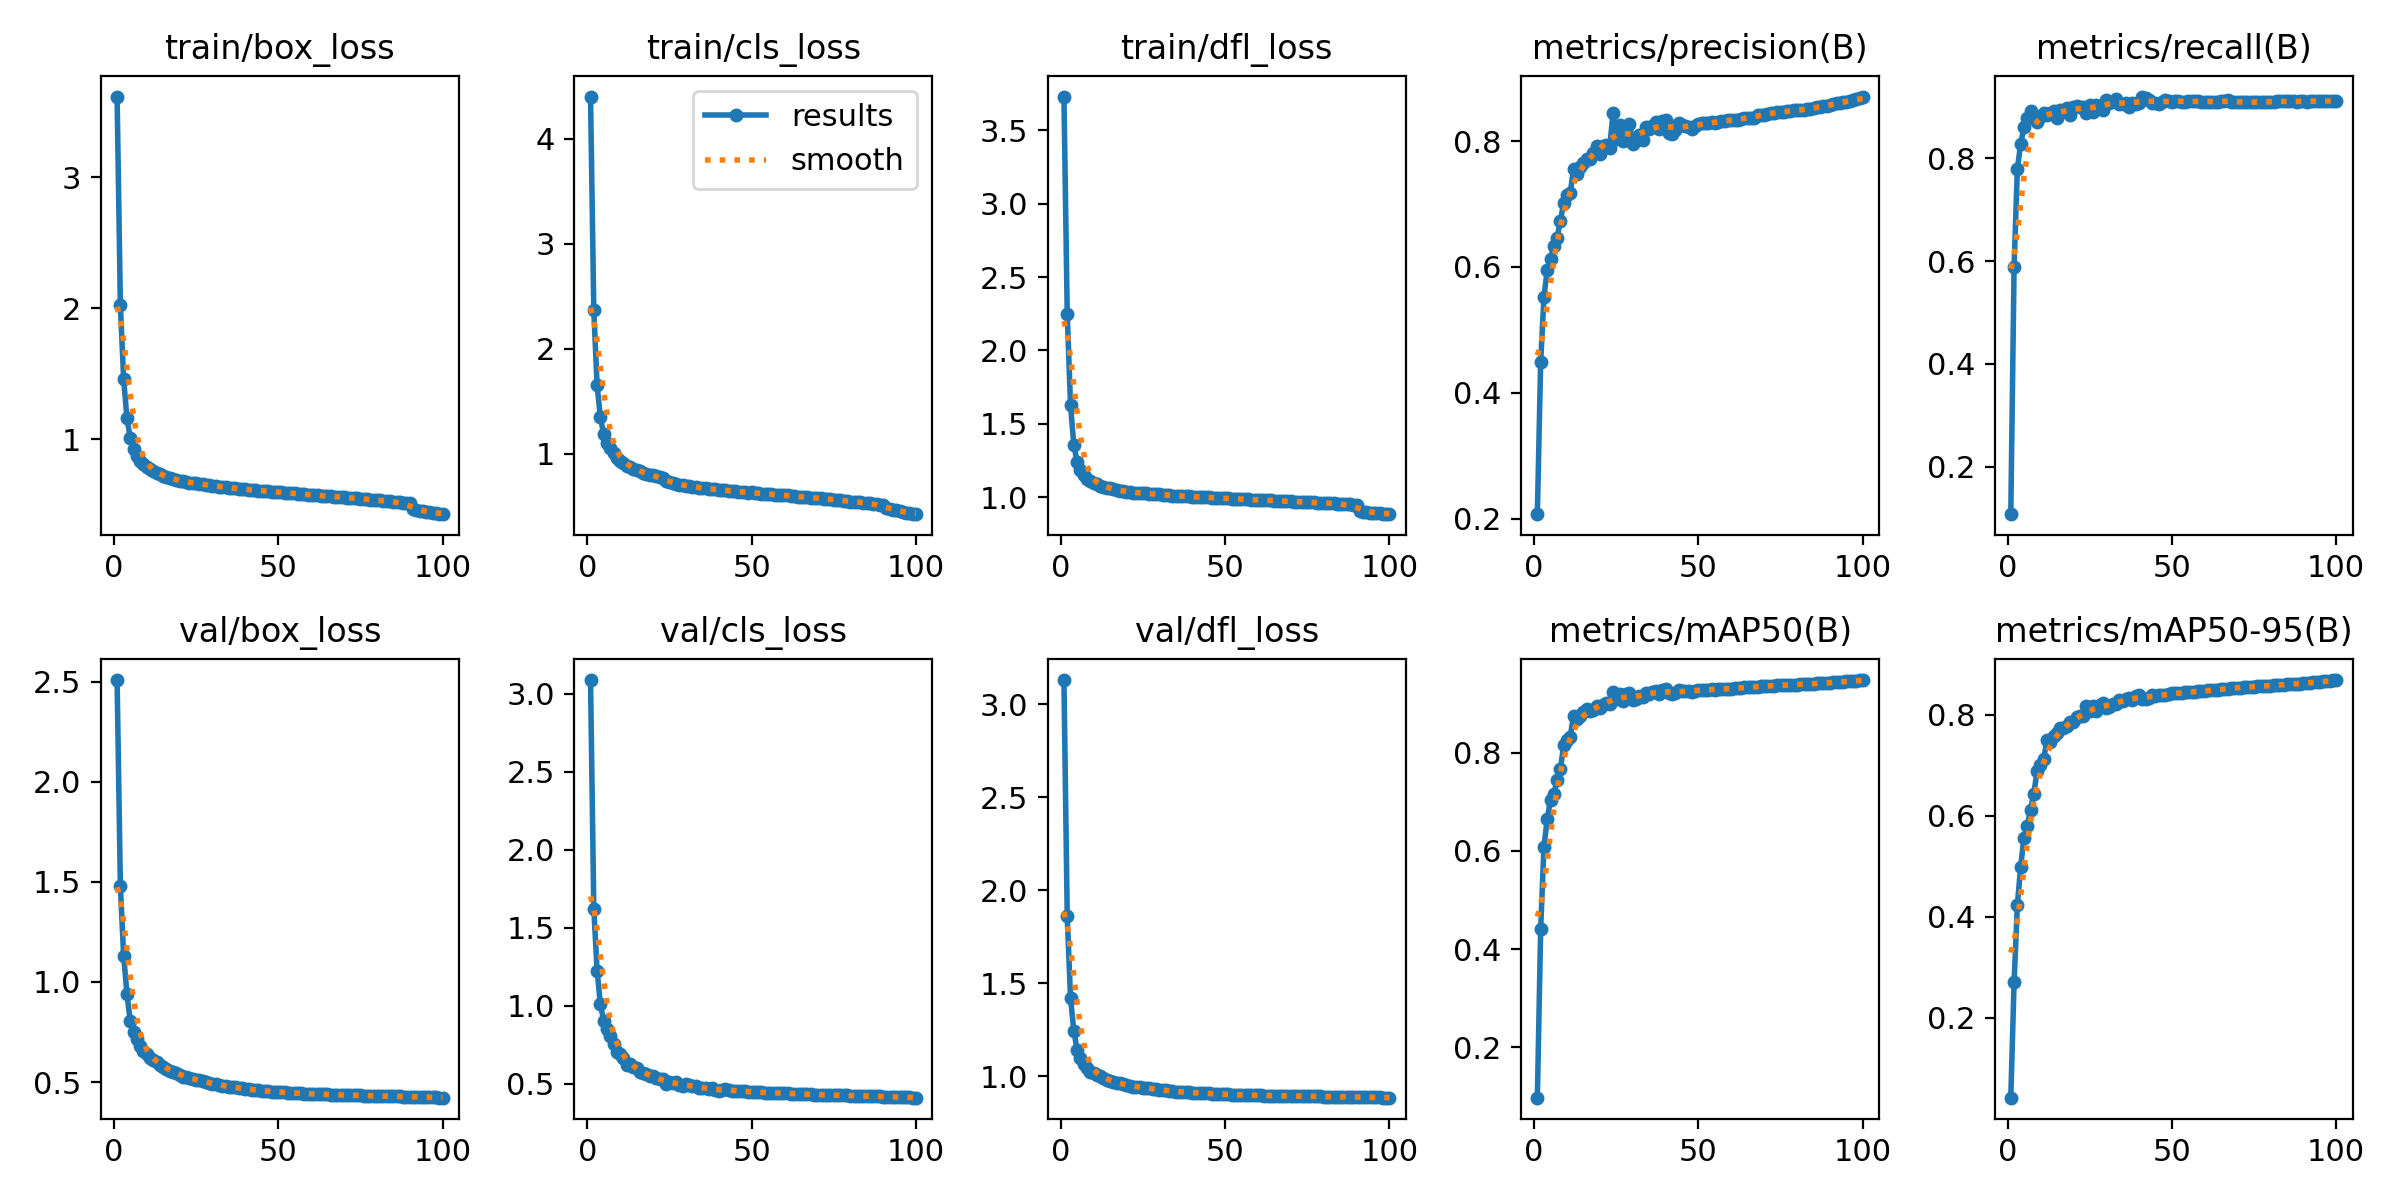 train/box_loss
3
2
1
0 50 100
train/cls_loss
results
smooth
4
3
2
1
0 50 100
train/dfl_loss
3.5
3.0
2.5
2.0
1.5
1.0
0 50 100
metrics/precision(B)
0.8
0.6
0.4
0.2
0 50 100
metrics/recall(B)
0.8
0.6
0.4
0.2
0 50 100
val/box_loss
2.5
2.0
1.5
1.0
0.5
0 50 100
val/cls_loss
3.0
2.5
2.0
1.5
1.0
0.5
0 50 100
val/dfl_loss
3.0
2.5
2.0
1.5
1.0
0 50 100
metrics/mAP50(B)
0.8
0.6
0.4
0.2
0 50 100
metrics/mAP50-95(B)
0.8
0.6
0.4
0.2
0 50 100